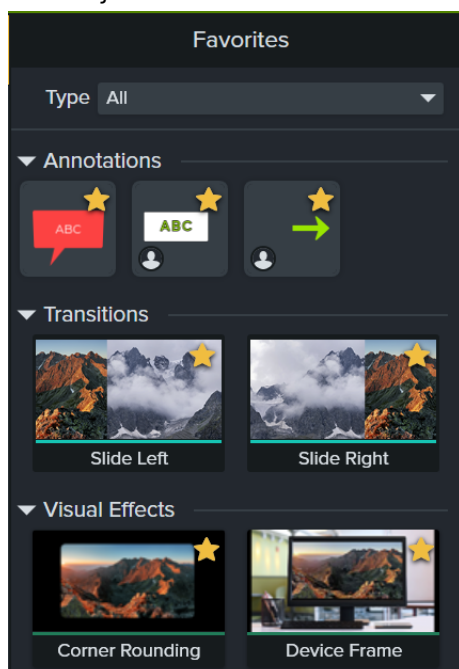 Favorites
Type All
Annotations
ABC ABC
Transitions
Slide Left Slide Right
Visual Effects
Corner Rounding Device Frame